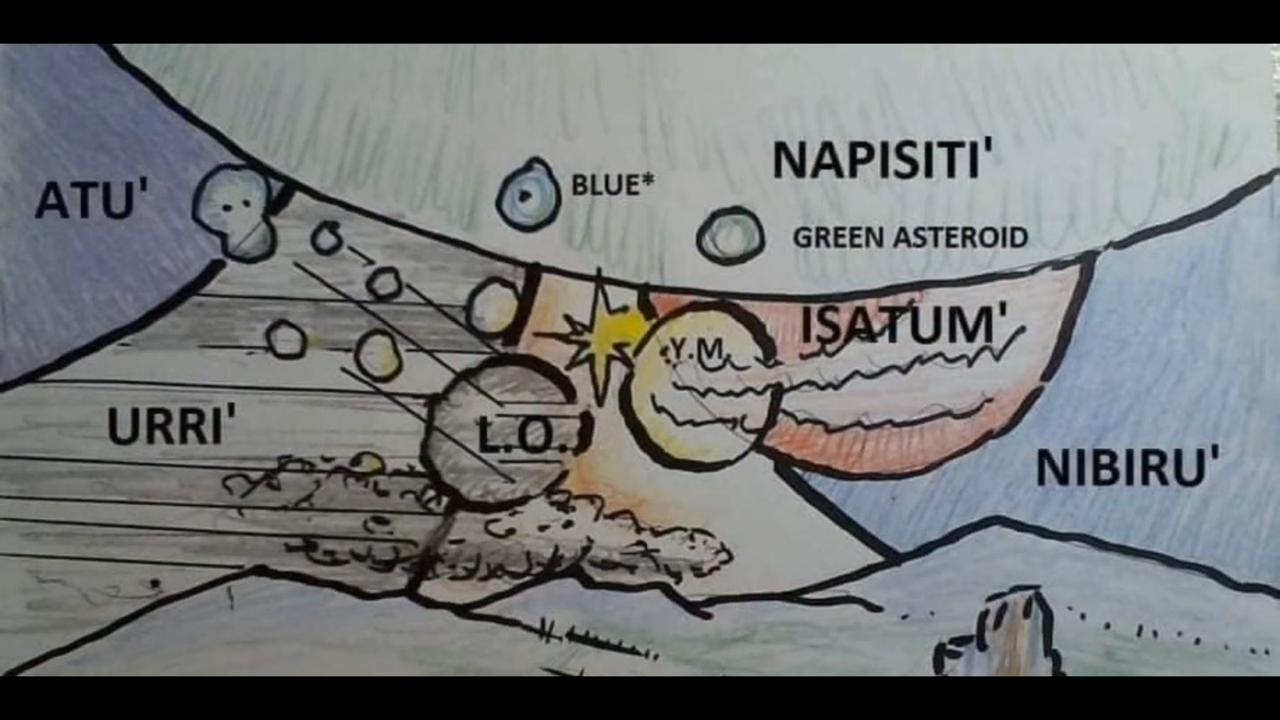 NAPISITI'
ATU'
BLUE*
GREEN ASTEROID
ISATUM'
Y.M.
URRI'
L.O.
NIBIRU'